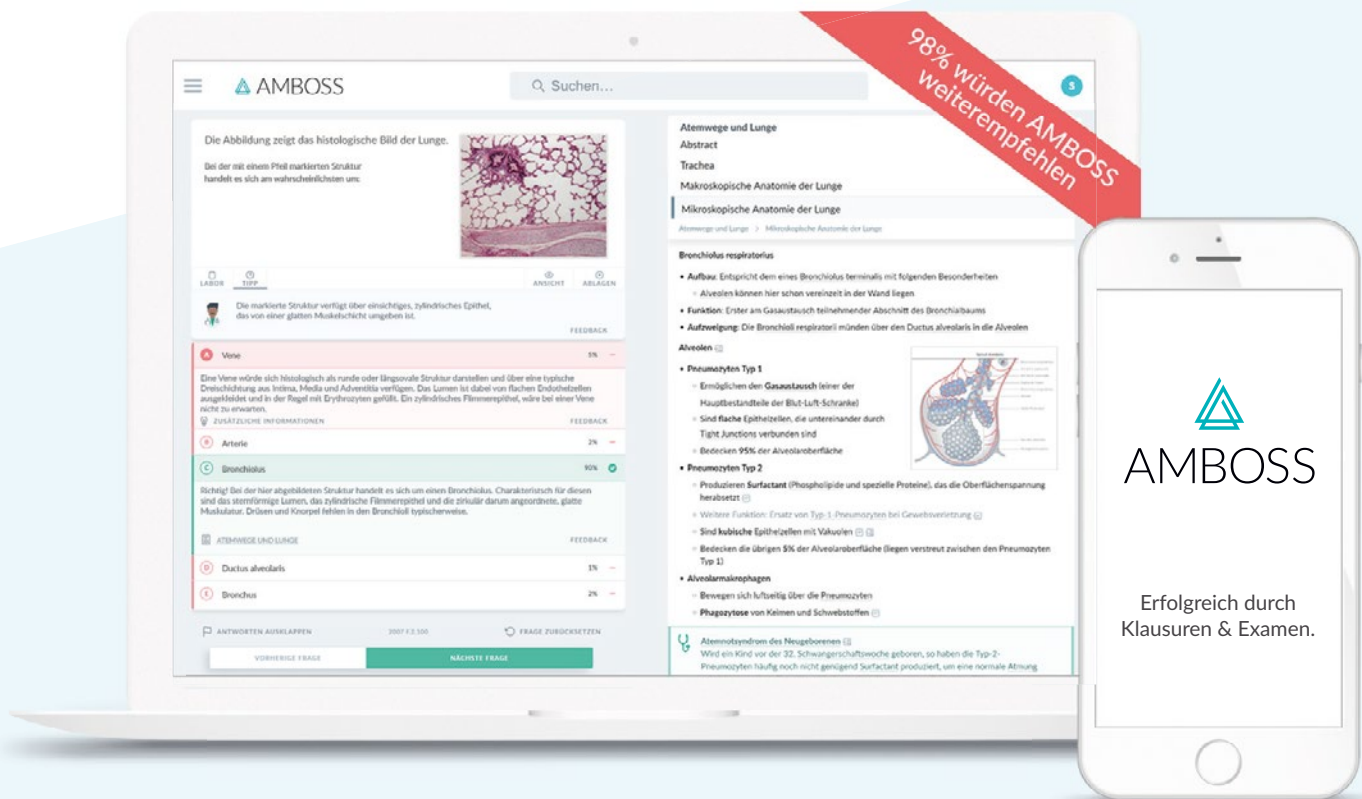 98% würden AMBOSS
weiterempfehlen
AMBOSS
Suchen...
S
Die Abbildung zeigt das histologische Bild der Lunge.
Bei der mit einem Pfeil markierten Struktur
handelt es sich am wahrscheinlichsten um:
LABOR
TIPP
ANSICHT
ABLAGEN
Die markierte Struktur verfügt über einsichtiges, zylindrisches Epithel,
das von einer glatten Muskelschicht umgeben ist.
FEEDBACK
A Vene 5%
Eine Vene würde sich histologisch als runde oder längsovale Struktur darstellen und über eine typische
Dreischichtung aus Intima, Media und Adventitia verfügen. Das Lumen ist dabei von flachen Endothelzellen
ausgekleidet und in der Regel mit Erythrozyten gefüllt. Ein zylindrisches Flimmerepithel, wäre bei einer Vene
nicht zu erwarten.
ZUSÄTZLICHE INFORMATIONEN FEEDBACK
B Arterie 2%
C Bronchiolus 90%
Richtig! Bei der hier abgebildeten Struktur handelt es sich um einen Bronchiolus. Charakteristisch für diesen
sind das sternförmige Lumen, das zylindrische Flimmerepithel und die zirkulär darum angeordnete, glatte
Muskulatur. Drüsen und Knorpel fehlen in den Bronchioli typischerweise.
ATEMWEGE UND LUNGE FEEDBACK
D Ductus alveolaris 1%
E Bronchus 2%
ANTWORTEN AUSKLAPPEN
FRAGE ZURÜCKSETZEN
VORHERIGE FRAGE
NÄCHSTE FRAGE
Atemwege und Lunge
Abstract
Trachea
Makroskopische Anatomie der Lunge
Mikroskopische Anatomie der Lunge
Atemwege und Lunge > Mikroskopische Anatomie der Lunge
Bronchiolus respiratorius
• Aufbau: Entspricht dem eines Bronchiolus terminalis mit folgenden Besonderheiten
Alveolen können hier schon vereinzelt in der Wand liegen
• Funktion: Erster am Gasaustausch teilnehmender Abschnitt des Bronchialbaums
• Aufzweigung: Die Bronchioli respiratorii münden über den Ductus alveolaris in die Alveolen
Alveolen
• Pneumozyten Typ 1
Ermöglichen den Gasaustausch (einer der
Hauptbestandteile der Blut-Luft-Schranke)
Sind flache Epithelzellen, die untereinander durch
Tight Junctions verbunden sind
Bedecken 95% der Alveolaroberfläche
• Pneumozyten Typ 2
Produzieren Surfactant (Phospholipide und spezielle Proteine), das die Oberflächenspannung
herabsetzt
Weitere Funktion: Ersatz von Typ-1-Pneumozyten bei Gewebsverletzung
Sind kubische Epithelzellen mit Vakuolen
Bedecken die übrigen 5% der Alveolaroberfläche (liegen verstreut zwischen den Pneumozyten
Typ 1)
• Alveolarmakrophagen
Bewegen sich luftseitig über die Pneumozyten
Phagozytose von Keimen und Schwebstoffen
Atemnotsyndrom des Neugeborenen
Wird ein Kind vor der 32. Schwangerschaftswoche geboren, so haben die Typ-2-
Pneumozyten häufig noch nicht genügend Surfactant produziert, um eine normale Atmung
AMBOSS
Erfolgreich durch
Klausuren & Examen.